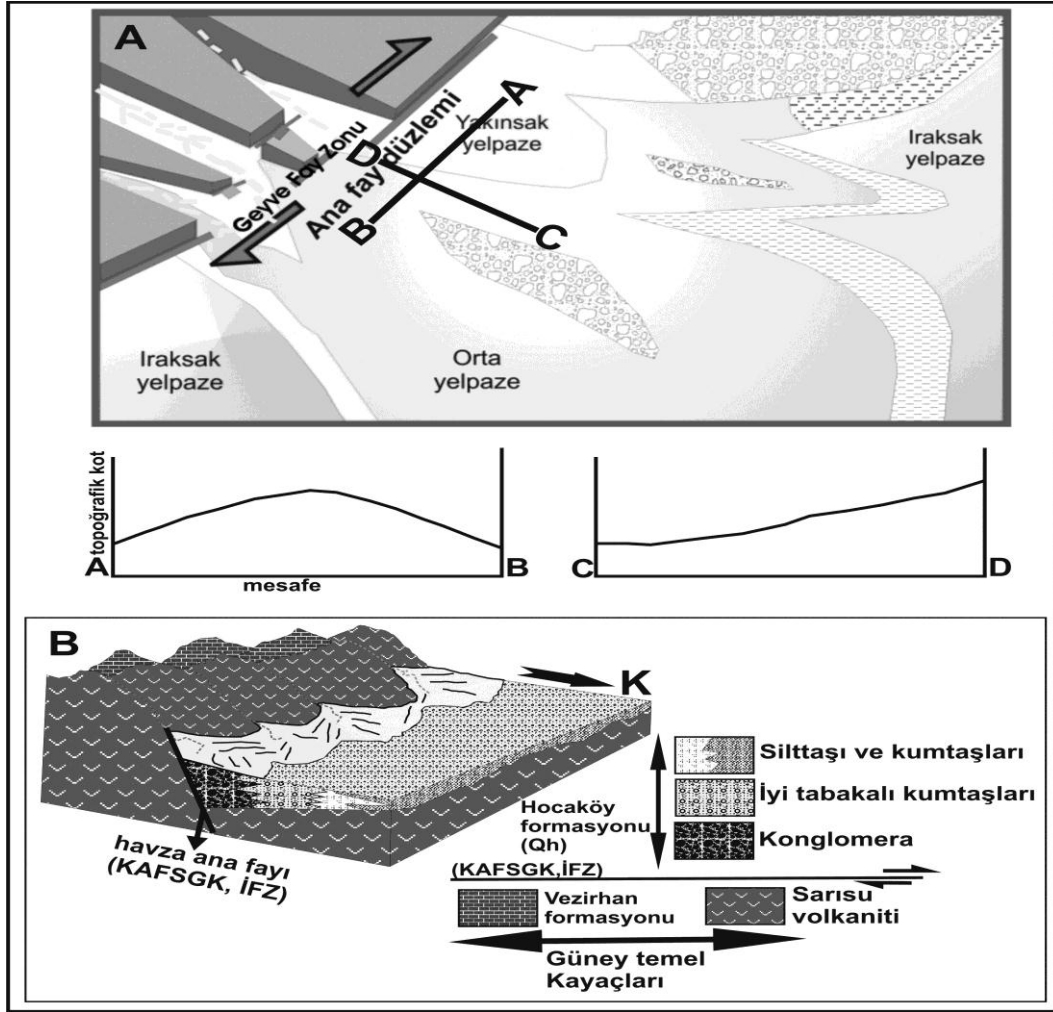 A
Geyve Fay Zonu
Ana fay düzlemi
A
D
B
C
Yakınsak
yelpaze
Iraksak
yelpaze
Iraksak
yelpaze
Orta
yelpaze
topoğrafik kot
A
mesafe
B
C
D
B
K
havza ana fayı
(KAFSGK, İFZ)
Hocaköy
formasyonu
(Qh)
Silttaşı ve kumtaşları
İyi tabakalı kumtaşları
Konglomera
(KAFSGK,İFZ)
Vezirhan
formasyonu
Sarısu
volkaniti
Güney temel
Kayaçları